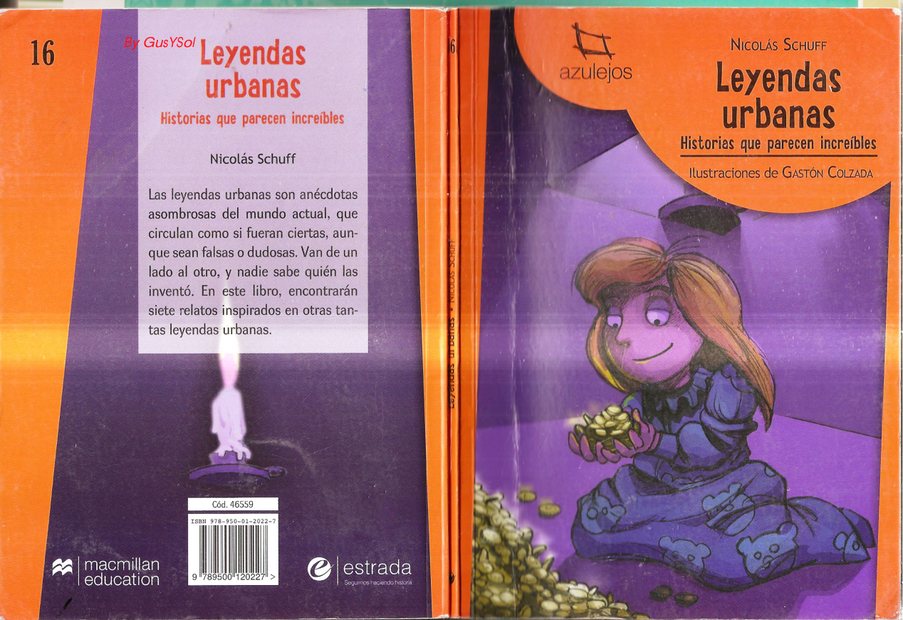 16
By GusYSol
Leyendas
urbanas
Historias que parecen increíbles
Nicolás Schuff
Las leyendas urbanas son anécdotas
asombrosas del mundo actual, que
circulan como si fueran ciertas, aun-
que sean falsas o dudosas. Van de un
lado al otro, y nadie sabe quién las
inventó. En este libro, encontrarán
siete relatos inspirados en otras tan-
tas leyendas urbanas.
Cód. 46559
ISBN 978-950-01-2022-7
9 789500 120227 >
macmillan
education
estrada
Seguimos haciendo historia
Leyendas urbanas • Nicolás Schuff
azulejos
Nicolás Schuff
Leyendas
urbanas
Historias que parecen increíbles
Ilustraciones de Gastón Colzada